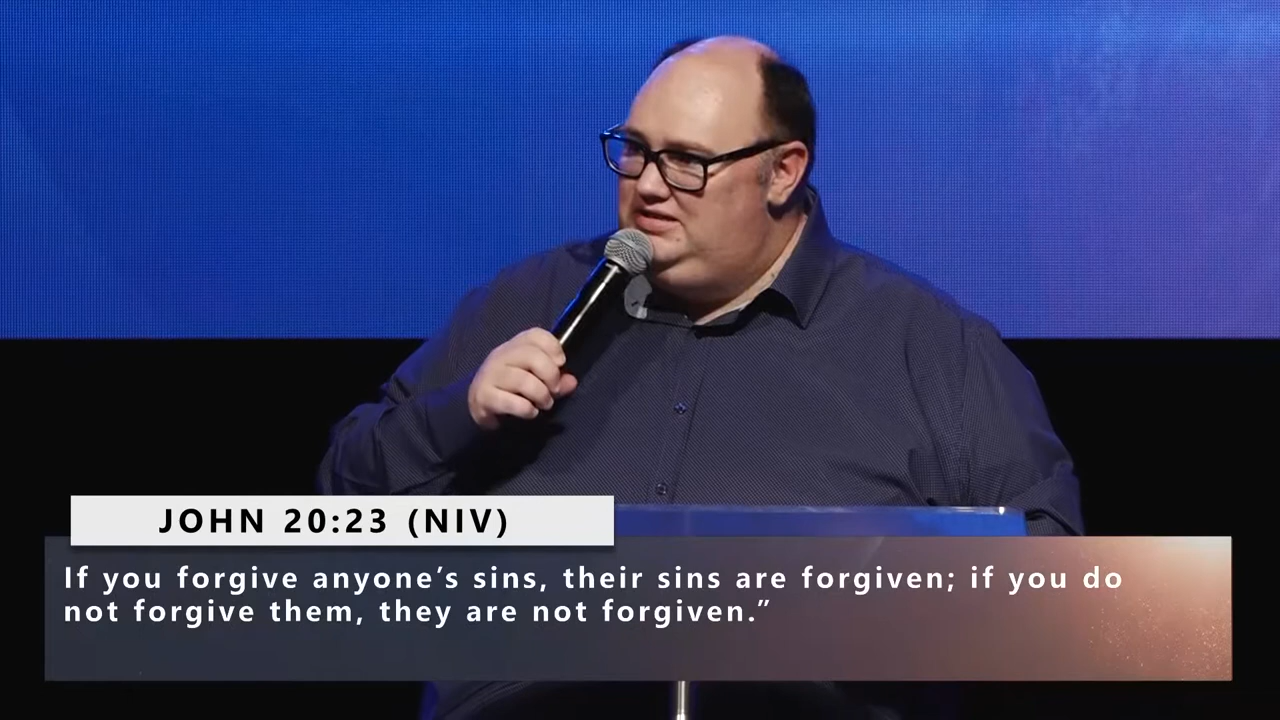 JOHN 20:23 (NIV)
If you forgive anyone’s sins, their sins are forgiven; if you do
not forgive them, they are not forgiven.”